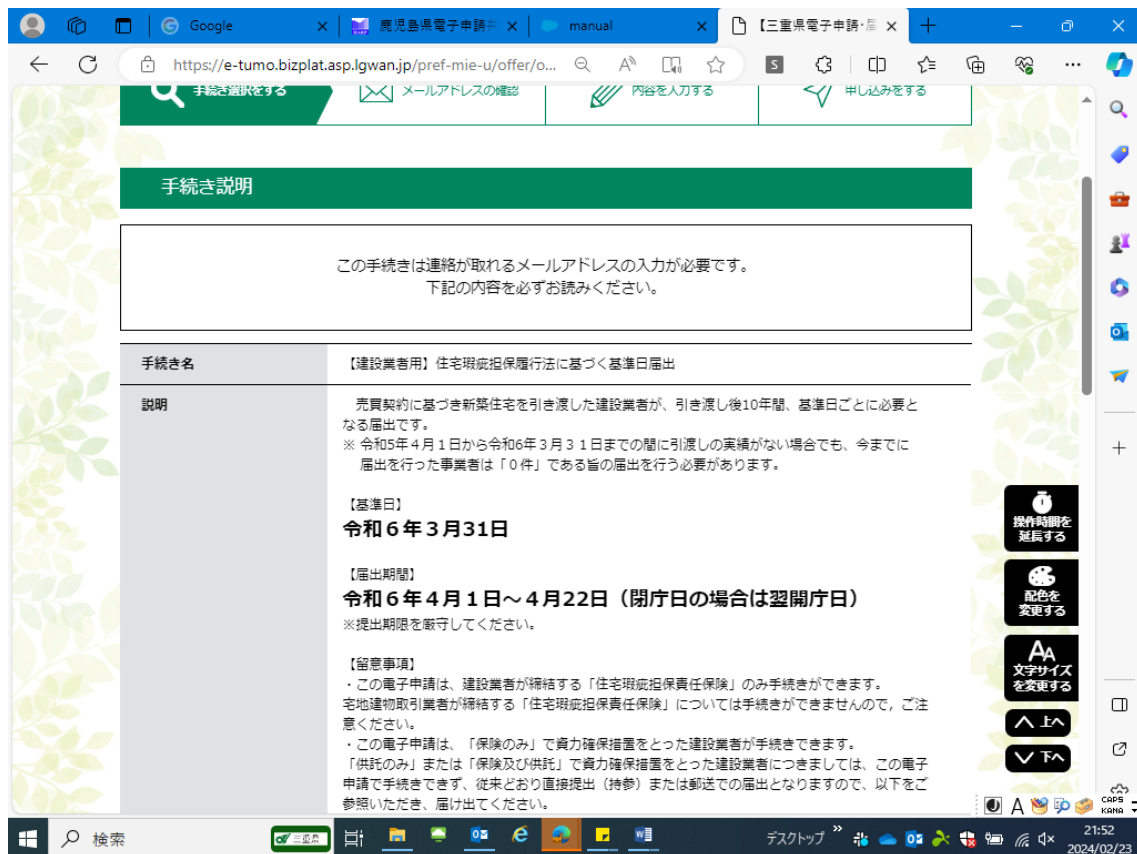 Google
鹿児島県電子申請共
manual
【三重県電子申請・届
https://e-tumo.bizplat.asp.lgwan.jp/pref-mie-u/offer/o...
手続き選択をする
メールアドレスの確認
内容を入力する
申し込みをする
手続き説明
この手続きは連絡が取れるメールアドレスの入力が必要です。
下記の内容を必ずお読みください。
手続き名
【建設業者用】住宅瑕疵担保履行法に基づく基準日届出
説明
売買契約に基づき新築住宅を引き渡した建設業者が、引き渡し後10年間、基準日ごとに必要と
なる届出です。
※ 令和5年４月１日から令和6年３月３１日までの間に引渡しの実績がない場合でも、今までに
届出を行った事業者は「０件」である旨の届出を行う必要があります。
【基準日】
令和６年３月31日
【届出期間】
令和６年４月１日～４月22日（閉庁日の場合は翌開庁日）
※提出期限を厳守してください。
【留意事項】
・この電子申請は、建設業者が締結する「住宅瑕疵担保責任保険」のみ手続きができます。
宅地建物取引業者が締結する「住宅瑕疵担保責任保険」については手続きができませんので，ご注
意ください。
・この電子申請は、「保険のみ」で資力確保措置をとった建設業者が手続きできます。
「供託のみ」または「保険及び供託」で資力確保措置をとった建設業者につきましては、この電子
申請で手続きできず、従来どおり直接提出（持参）または郵送での届出となりますので、以下をご
参照いただき、届け出てください。
操作時間を
延長する
配色を
変更する
AA
文字サイズ
を変更する
上へ
下へ
A
CAPS
KANA
検索
三重県
デスクトップ
21:52
2024/02/23